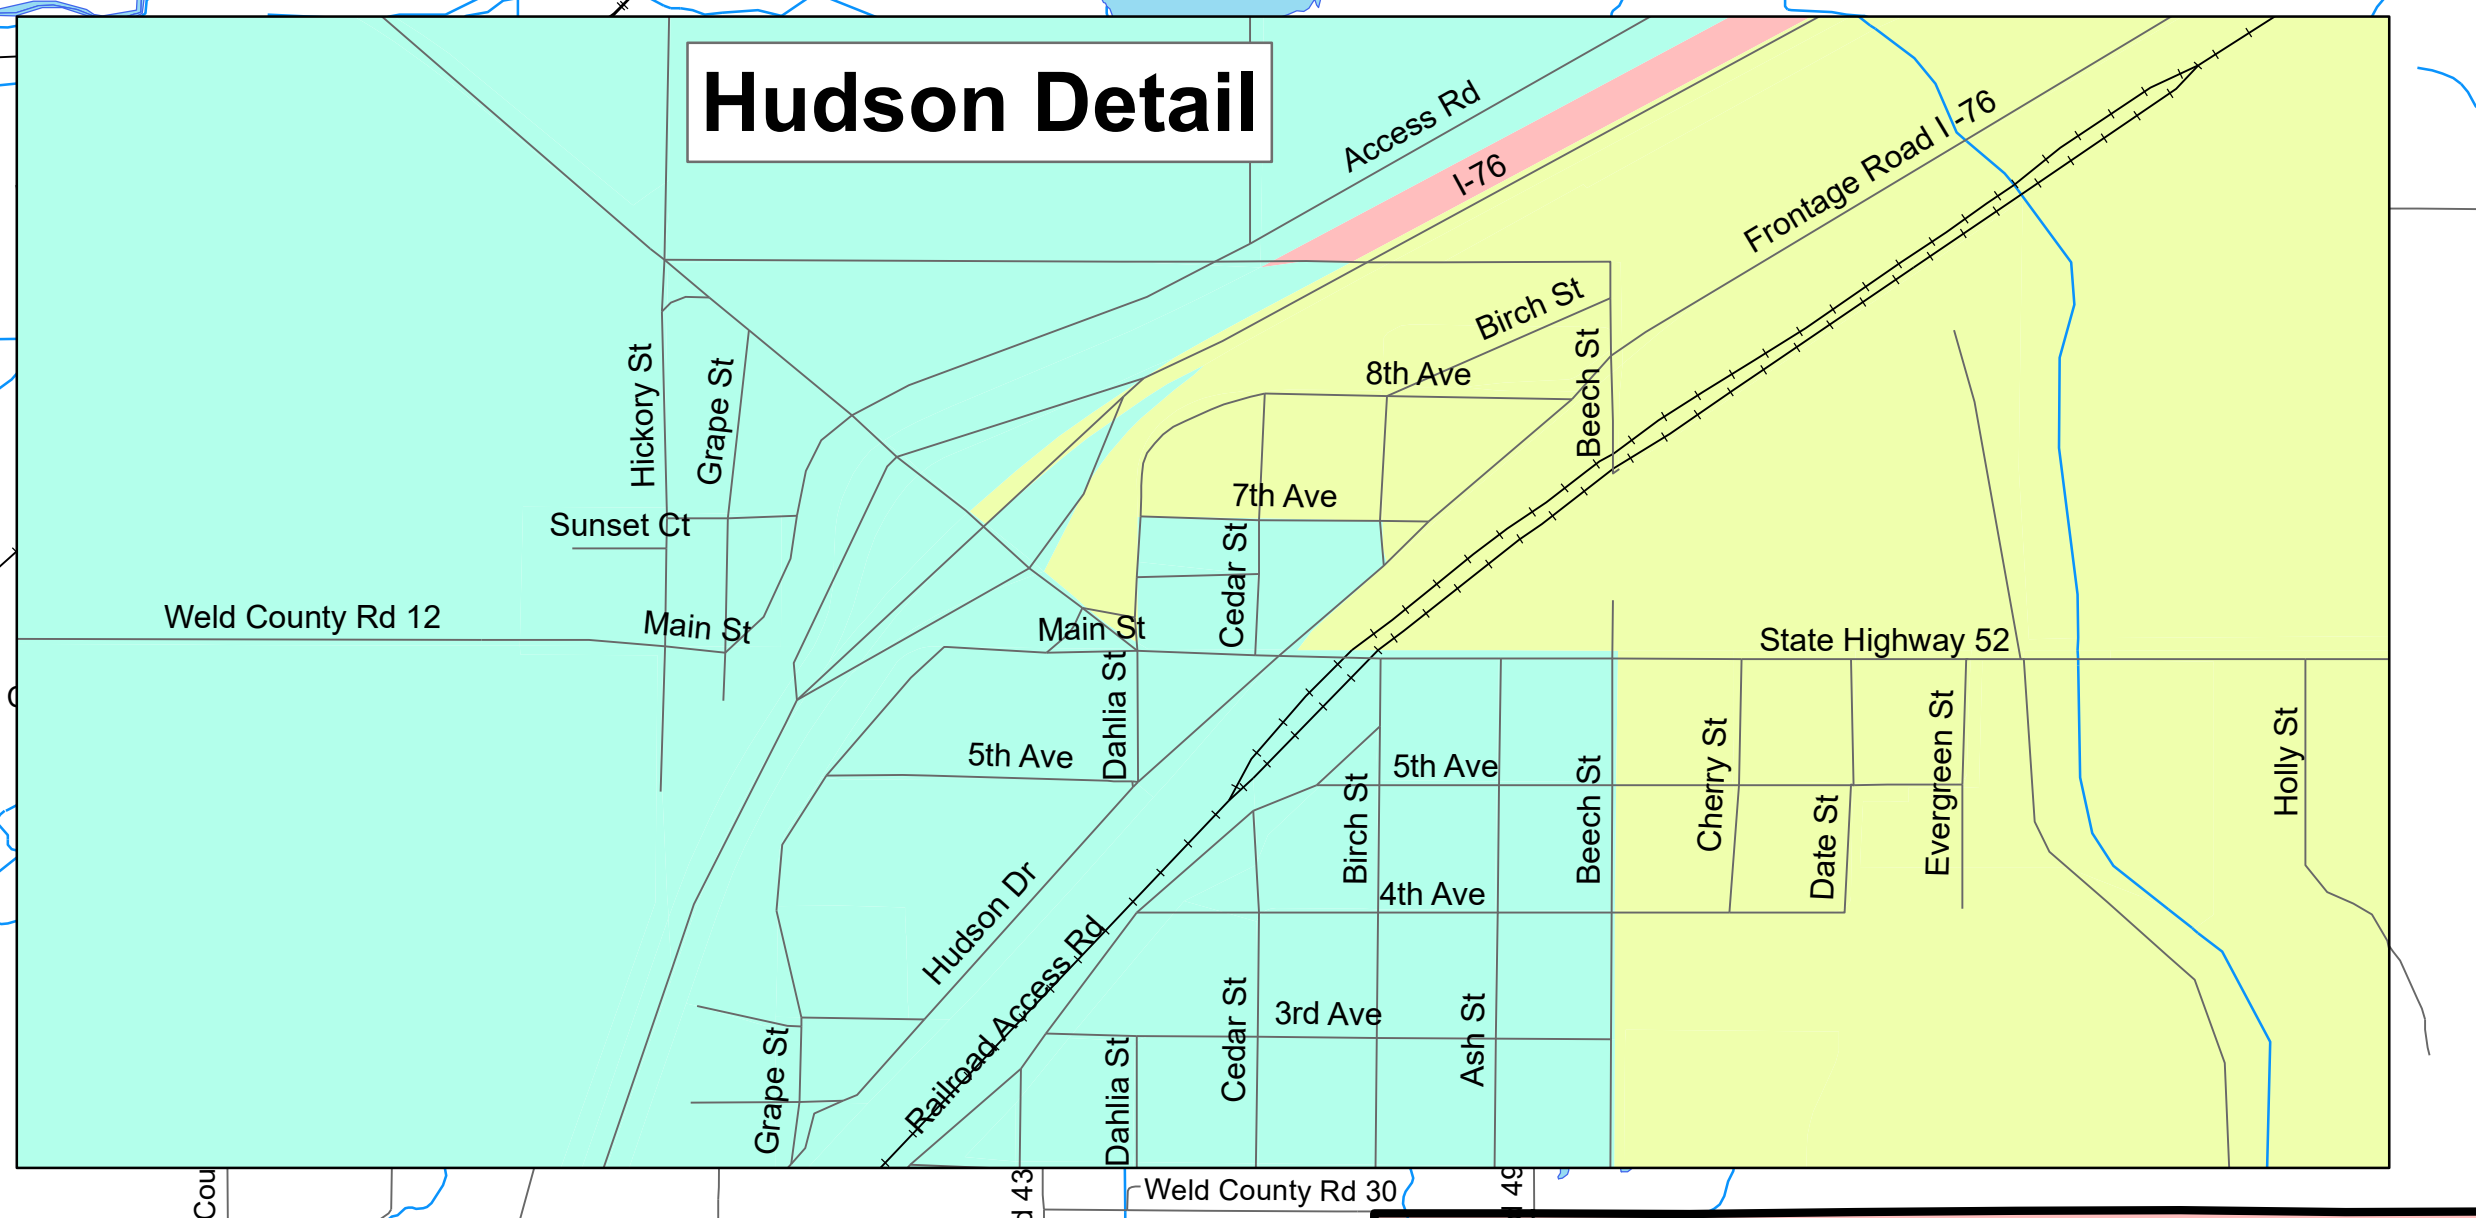 Hudson Detail
Access Rd
I-76
Frontage Road I -76
Birch St
8th Ave
Beech St
Hickory St
Grape St
7th Ave
Sunset Ct
Cedar St
Weld County Rd 12
Main St
Main St
State Highway 52
Dahlia St
5th Ave
5th Ave
Birch St
Beech St
Cherry St
Date St
Evergreen St
Holly St
4th Ave
Hudson Dr
Railroad Access Rd
3rd Ave
Cedar St
Ash St
Grape St
Dahlia St
Cou
43
Weld County Rd 30
49